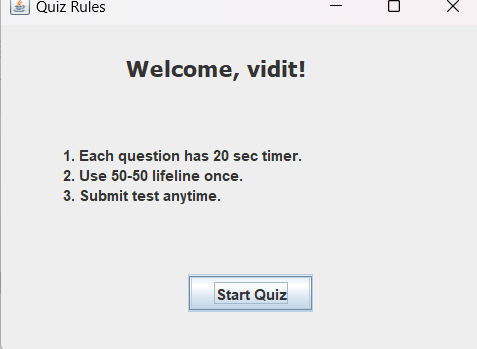 Quiz Rules
Welcome, vidit!
1. Each question has 20 sec timer.
2. Use 50-50 lifeline once.
3. Submit test anytime.
Start Quiz